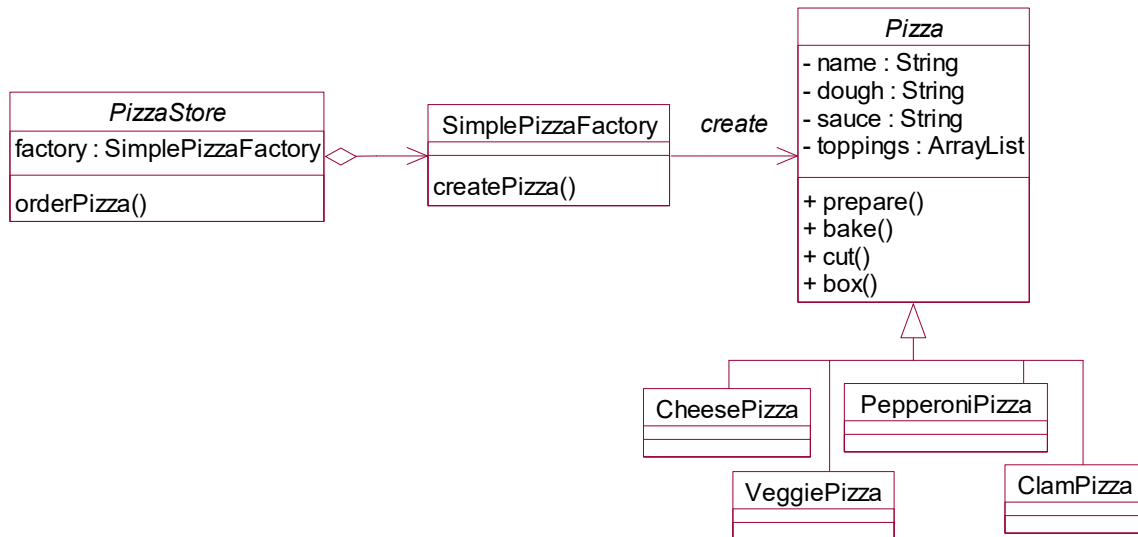 PizzaStore
factory : SimplePizzaFactory
orderPizza()
SimplePizzaFactory
createPizza()
create
Pizza
- name : String
- dough : String
- sauce : String
- toppings : ArrayList
+ prepare()
+ bake()
+ cut()
+ box()
CheesePizza
PepperoniPizza
VeggiePizza
ClamPizza